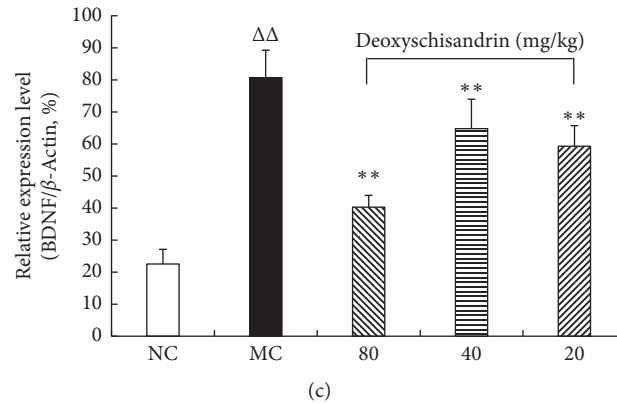 Relative expression level
(BDNF/β-Actin, %)
100
90
80
70
60
50
40
30
20
10
0
ΔΔ
Deoxyschisandrin (mg/kg)
**
**
**
NC
MC
80
40
20
(c)